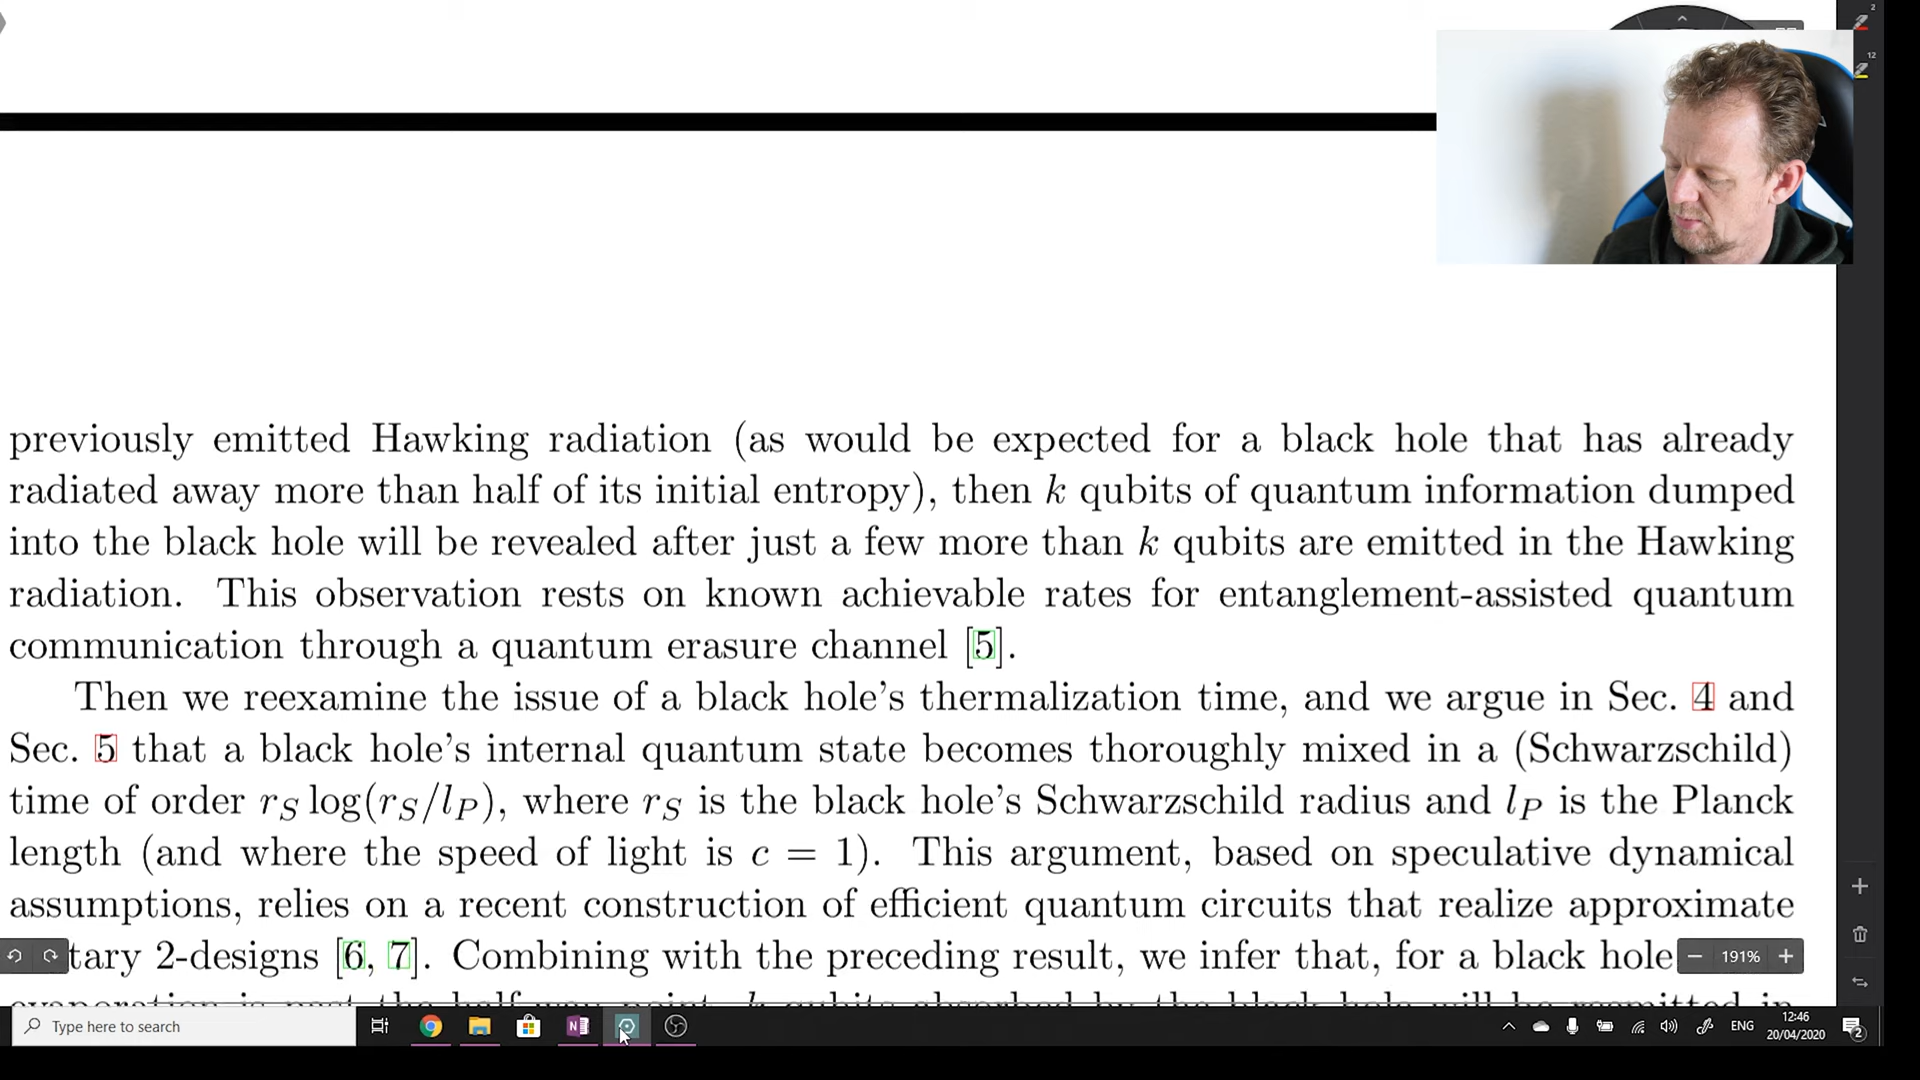 2
12
previously emitted Hawking radiation (as would be expected for a black hole that has already
radiated away more than half of its initial entropy), then k qubits of quantum information dumped
into the black hole will be revealed after just a few more than k qubits are emitted in the Hawking
radiation. This observation rests on known achievable rates for entanglement-assisted quantum
communication through a quantum erasure channel [5].
Then we reexamine the issue of a black hole's thermalization time, and we argue in Sec. 4 and
Sec. 5 that a black hole's internal quantum state becomes thoroughly mixed in a (Schwarzschild)
time of order r_S log(r_S/l_P), where r_S is the black hole's Schwarzschild radius and l_P is the Planck
length (and where the speed of light is c = 1). This argument, based on speculative dynamical
assumptions, relies on a recent construction of efficient quantum circuits that realize approximate
tary 2-designs [6, 7]. Combining with the preceding result, we infer that, for a black hole
191%
Type here to search
N
ENG
12:46
20/04/2020
2